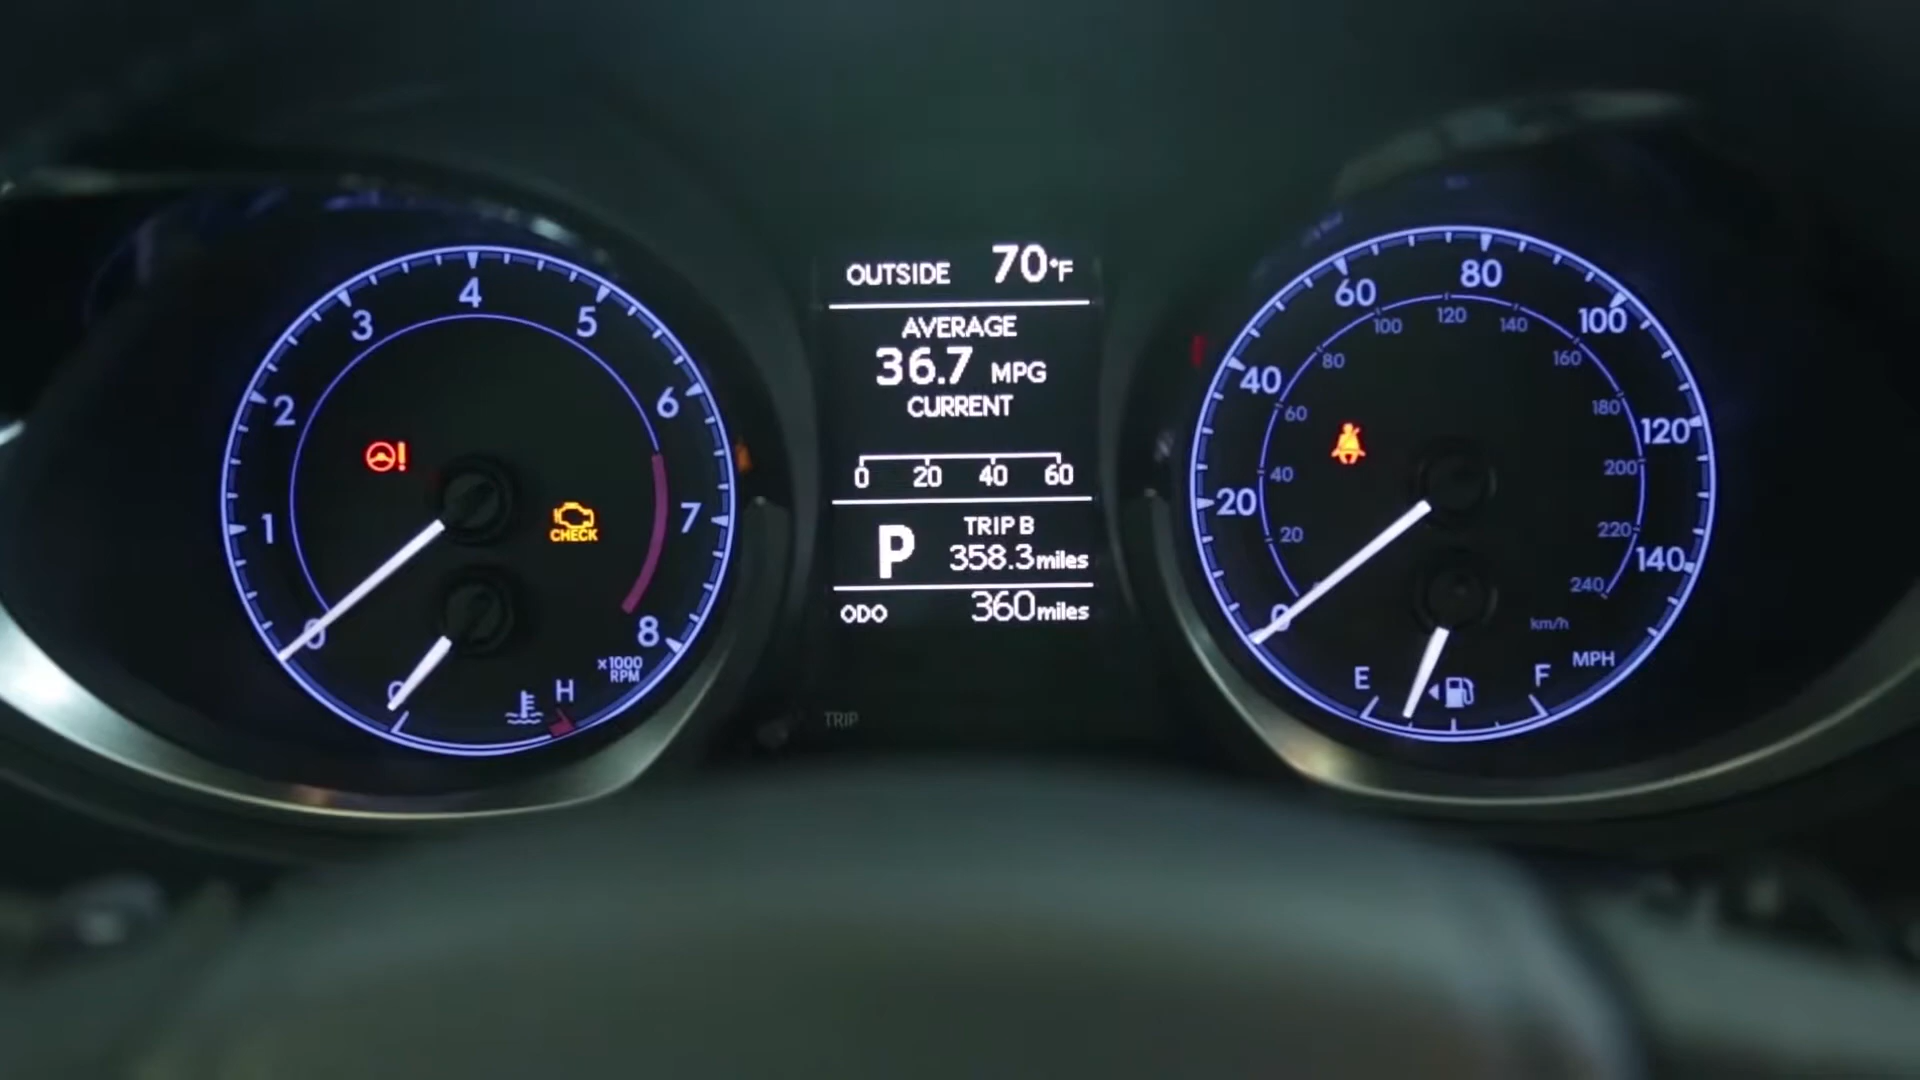 0
1
2
3
4
5
6
7
8
x1000
RPM
C
H
CHECK
OUTSIDE 70°F
AVERAGE
36.7 MPG
CURRENT
0 20 40 60
P
TRIP B
358.3 miles
ODO 360 miles
TRIP
0
20
40
60
80
100
120
140
MPH
20
40
60
80
100
120
140
160
180
200
220
240
km/h
E
F